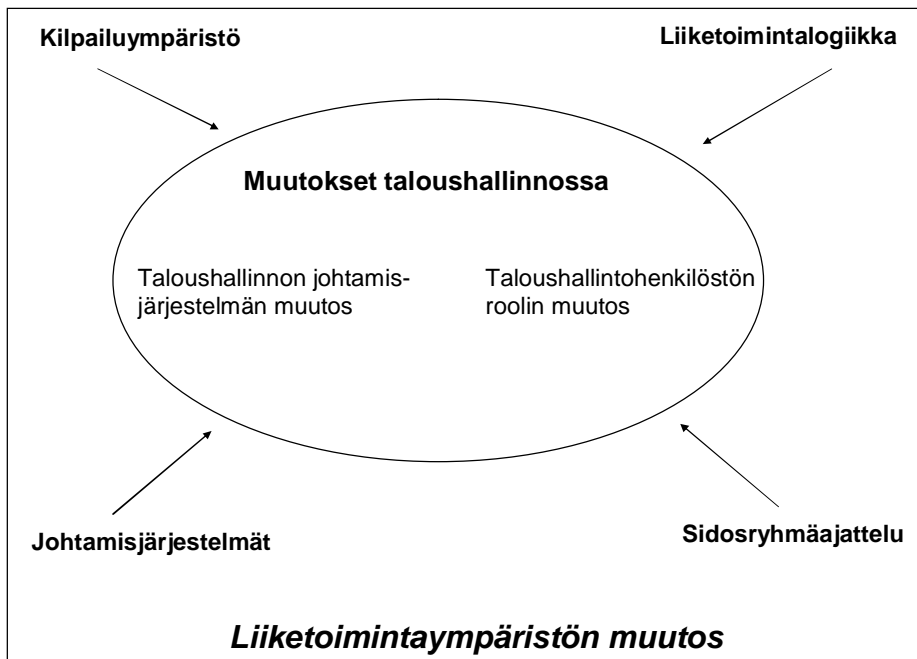 Kilpailuympäristö
Liiketoimintalogiikka
Muutokset taloushallinnossa
Taloushallinnon johtamis-
järjestelmän muutos
Taloushallintohenkilöstön
roolin muutos
Johtamisjärjestelmät
Sidosryhmäajattelu
Liiketoimintaympäristön muutos